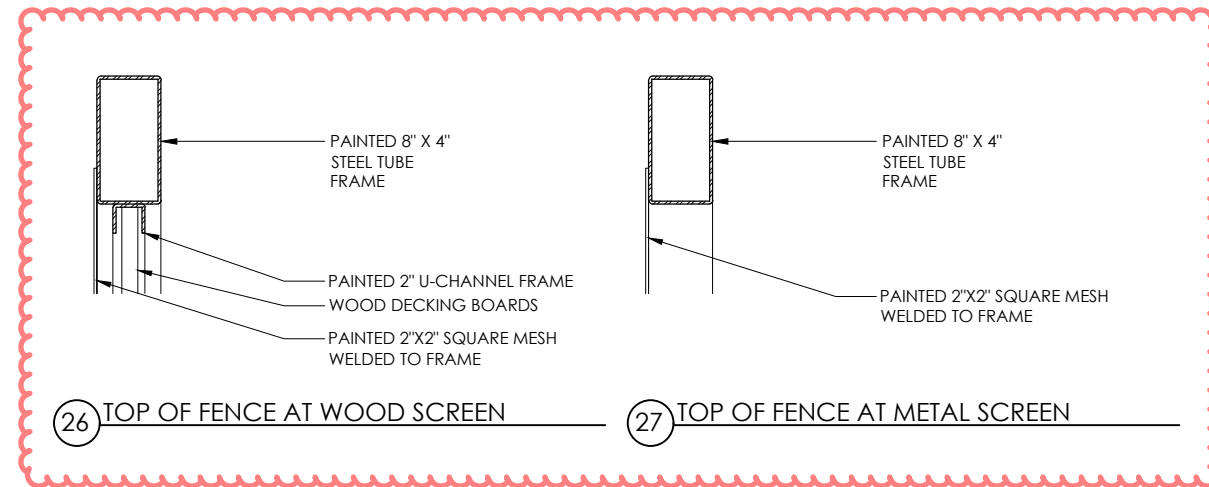 PAINTED 8" X 4"
STEEL TUBE
FRAME
PAINTED 2" U-CHANNEL FRAME
WOOD DECKING BOARDS
PAINTED 2"X2" SQUARE MESH
WELDED TO FRAME
26 TOP OF FENCE AT WOOD SCREEN
PAINTED 8" X 4"
STEEL TUBE
FRAME
PAINTED 2"X2" SQUARE MESH
WELDED TO FRAME
27 TOP OF FENCE AT METAL SCREEN